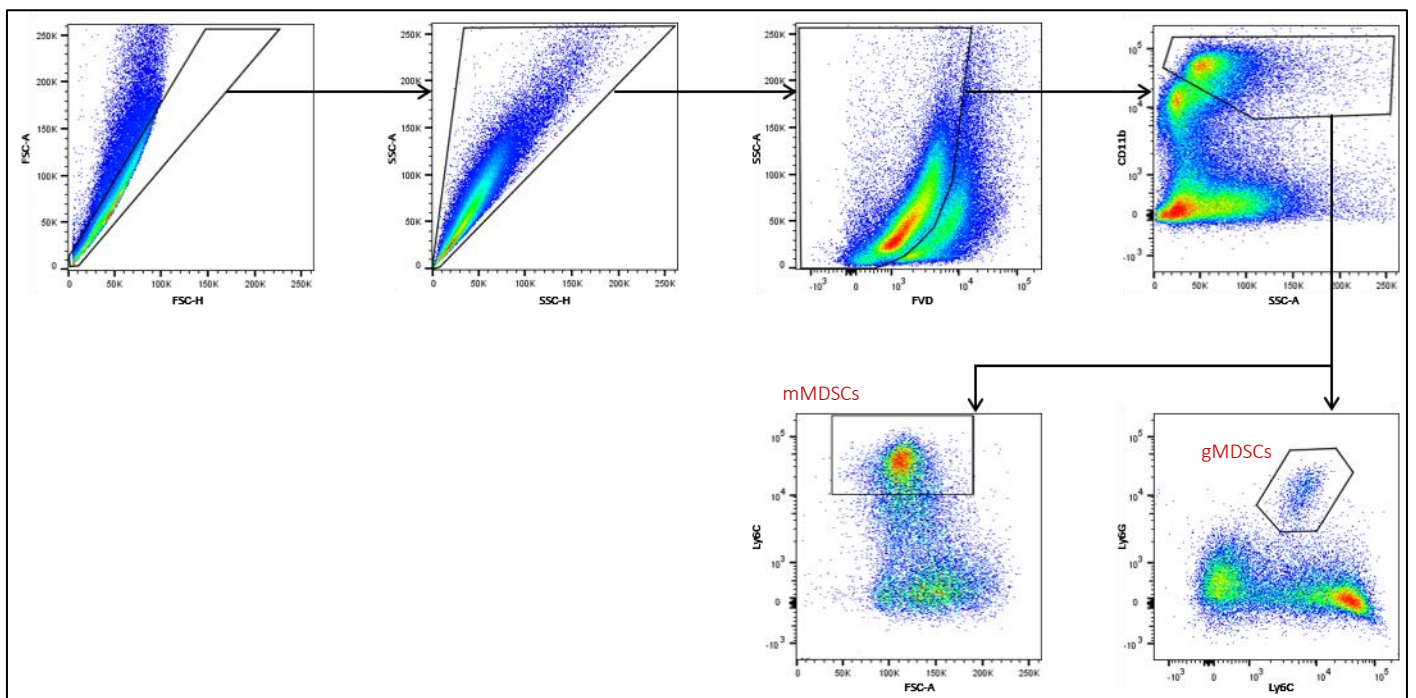 250K
200K
150K
100K
50K
0
FSC-A
0 50K 100K 150K 200K 250K
FSC-H
250K
200K
150K
100K
50K
0
SSC-A
0 50K 100K 150K 200K 250K
SSC-H
250K
200K
150K
100K
50K
0
SSC-A
-10³ 0 10³ 10⁴ 10⁵
FVD
10⁵
10⁴
10³
0
-10³
CD11b
0 50K 100K 150K 200K 250K
SSC-A
mMDSCs
10⁵
10⁴
10³
0
-10³
Ly6C
0 50K 100K 150K 200K 250K
FSC-A
gMDSCs
10⁵
10⁴
10³
0
-10³
Ly6G
-10³ 0 10³ 10⁴ 10⁵
Ly6C